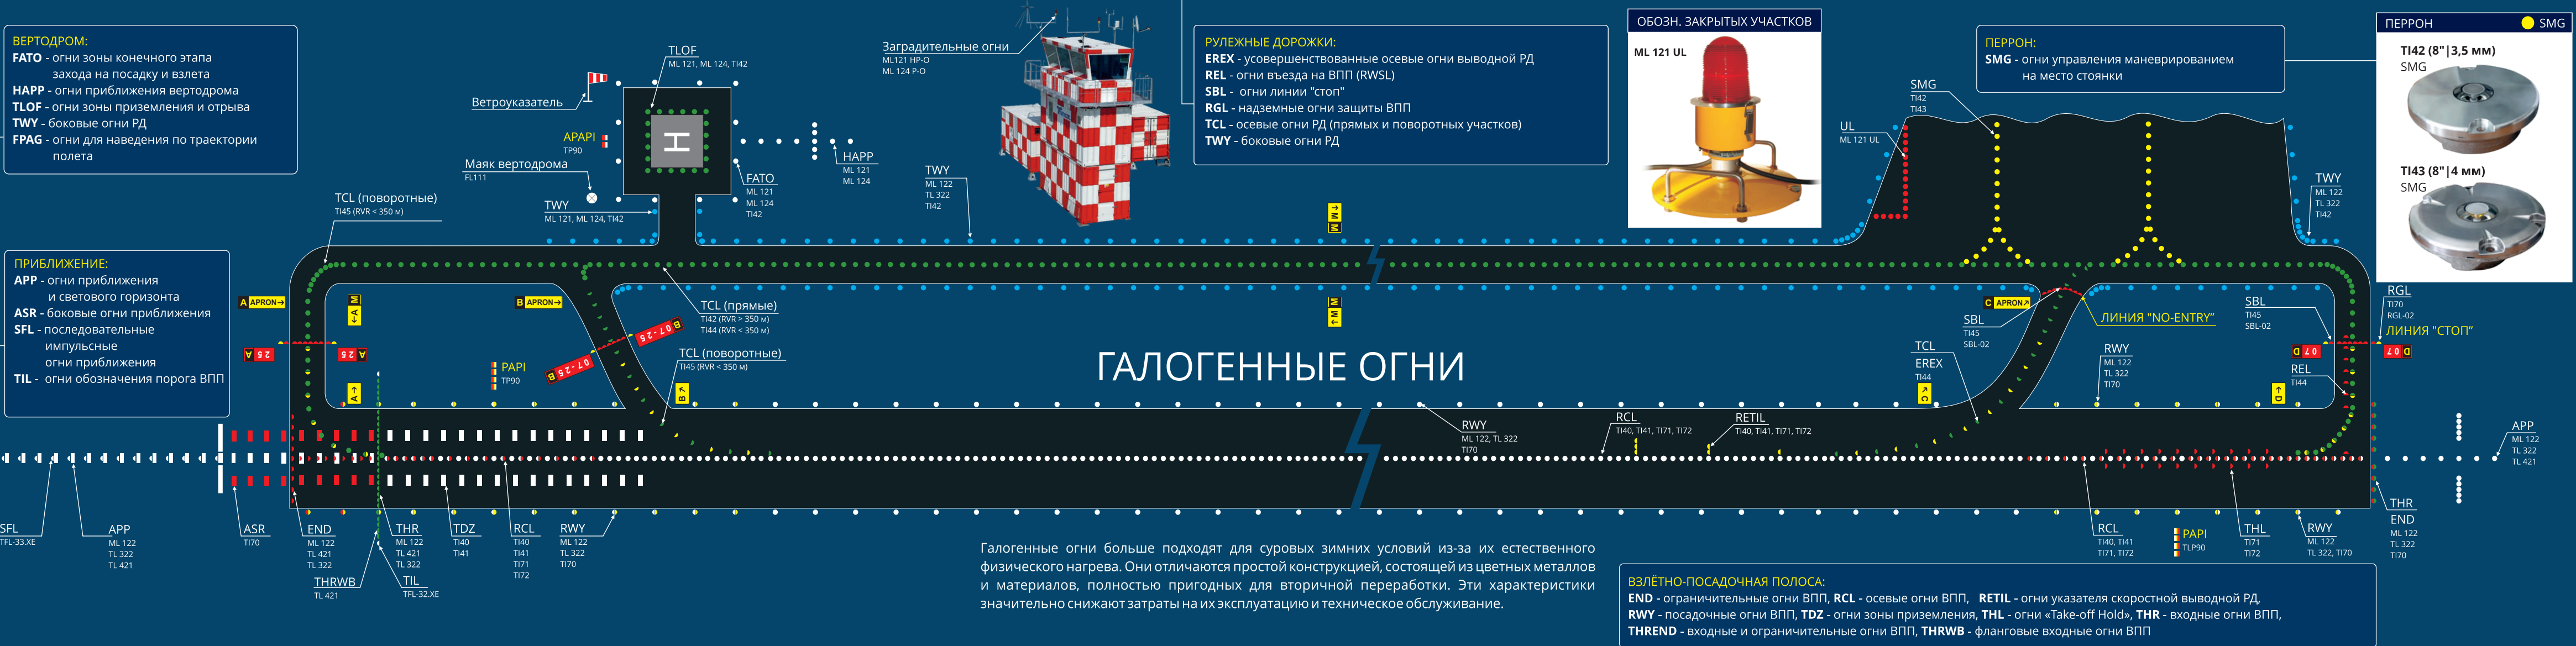 ВЕРТОДРОМ:
FATO - огни зоны конечного этапа
захода на посадку и взлета
HAPP - огни приближения вертодрома
TLOF - огни зоны приземления и отрыва
TWY - боковые огни РД
FPAG - огни для наведения по траектории
полета
ПРИБЛИЖЕНИЕ:
APP - огни приближения
и светового горизонта
ASR - боковые огни приближения
SFL - последовательные
импульсные
огни приближения
TIL - огни обозначения порога ВПП
TCL (поворотные)
TI45 (RVR < 350 м)
Ветроуказатель
TLOF
ML 121, ML 124, TI42
APAPI
TP90
Маяк вертодрома
FL111
TWY
ML 121, ML 124, TI42
H
FATO
ML 121
ML 124
TI42
HAPP
ML 121
ML 124
Заградительные огни
ML121 HP-O
ML 124 P-O
TWY
ML 122
TL 322
TI42
РУЛЕЖНЫЕ ДОРОЖКИ:
EREX - усовершенствованные осевые огни выводной РД
REL - огни въезда на ВПП (RWSL)
SBL - огни линии "стоп"
RGL - надземные огни защиты ВПП
TCL - осевые огни РД (прямых и поворотных участков)
TWY - боковые огни РД
ОБОЗН. ЗАКРЫТЫХ УЧАСТКОВ
ML 121 UL
UL
ML 121 UL
SMG
TI42
TI43
ПЕРРОН:
SMG - огни управления маневрированием
на место стоянки
ПЕРРОН
SMG
TI42 (8"|3,5 мм)
SMG
TI43 (8"|4 мм)
SMG
TWY
ML 122
TL 322
TI42
A APRON→
←A M
B APRON→
↑M M
M ←M
C APRON↗
A 25
25 A
A→
07-25 B
B 07-25
B↗
↗C
→D
D 07
07 D
PAPI
TP90
TCL (прямые)
TI42 (RVR > 350 м)
TI44 (RVR < 350 м)
TCL (поворотные)
TI45 (RVR < 350 м)
ГАЛОГЕННЫЕ ОГНИ
SBL
TI45
SBL-02
ЛИНИЯ "NO-ENTRY"
TCL
EREX
TI44
RWY
ML 122
TL 322
TI70
SBL
TI45
SBL-02
REL
TI44
RGL
TI70
RGL-02
ЛИНИЯ "СТОП"
RWY
ML 122, TL 322
TI70
RCL
TI40, TI41, TI71, TI72
RETIL
TI40, TI41, TI71, TI72
APP
ML 122
TL 322
TL 421
SFL
TFL-33.XE
APP
ML 122
TL 322
TL 421
ASR
TI70
END
ML 122
TL 421
TL 322
THRWB
TL 421
THR
ML 122
TL 421
TL 322
TIL
TFL-32.XE
TDZ
TI40
TI41
RCL
TI40
TI41
TI71
TI72
RWY
ML 122
TL 322
TI70
Галогенные огни больше подходят для суровых зимних условий из-за их естественного
физического нагрева. Они отличаются простой конструкцией, состоящей из цветных металлов
и материалов, полностью пригодных для вторичной переработки. Эти характеристики
значительно снижают затраты на их эксплуатацию и техническое обслуживание.
RCL
TI40, TI41
TI71, TI72
PAPI
TLP90
THL
TI71
TI72
RWY
ML 122
TL 322, TI70
THR
END
ML 122
TL 322
TI70
ВЗЛЁТНО-ПОСАДОЧНАЯ ПОЛОСА:
END - ограничительные огни ВПП, RCL - осевые огни ВПП, RETIL - огни указателя скоростной выводной РД,
RWY - посадочные огни ВПП, TDZ - огни зоны приземления, THL - огни «Take-off Hold», THR - входные огни ВПП,
THREND - входные и ограничительные огни ВПП, THRWB - фланговые входные огни ВПП